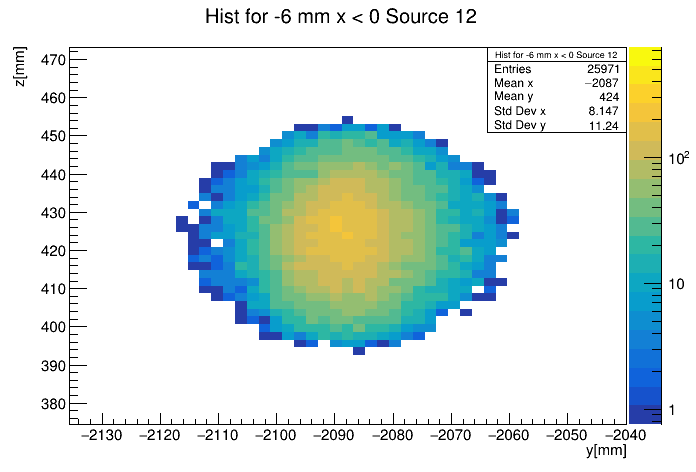 Hist for -6 mm x < 0 Source 12
z[mm]
470
460
450
440
430
420
410
400
390
380
Hist for -6 mm x < 0 Source 12
Entries 25971
Mean x −2087
Mean y 424
Std Dev x 8.147
Std Dev y 11.24
10²
10
1
−2130 −2120 −2110 −2100 −2090 −2080 −2070 −2060 −2050 −2040
y[mm]